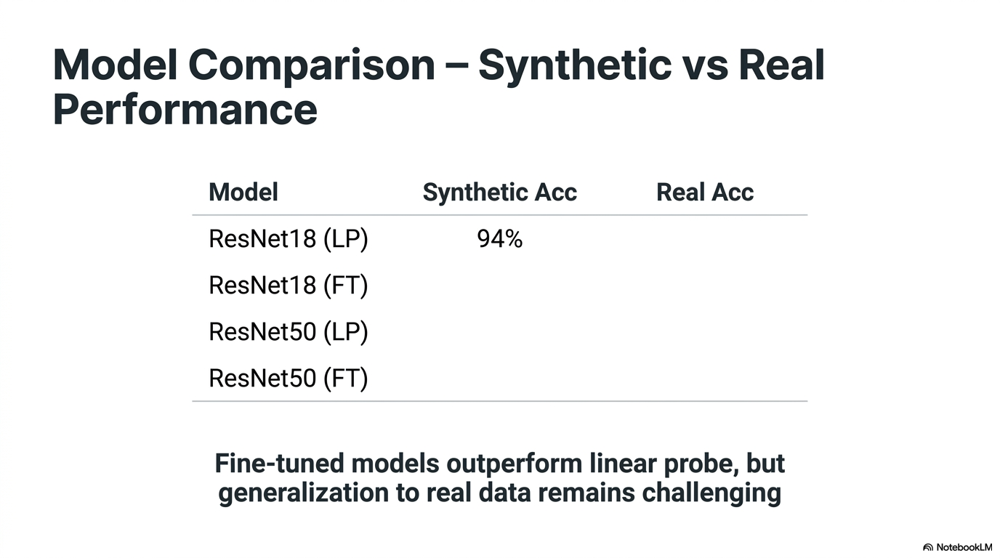 Model Comparison – Synthetic vs Real
Performance
Model Synthetic Acc Real Acc
ResNet18 (LP) 94%
ResNet18 (FT)
ResNet50 (LP)
ResNet50 (FT)
Fine-tuned models outperform linear probe, but
generalization to real data remains challenging
NotebookLM